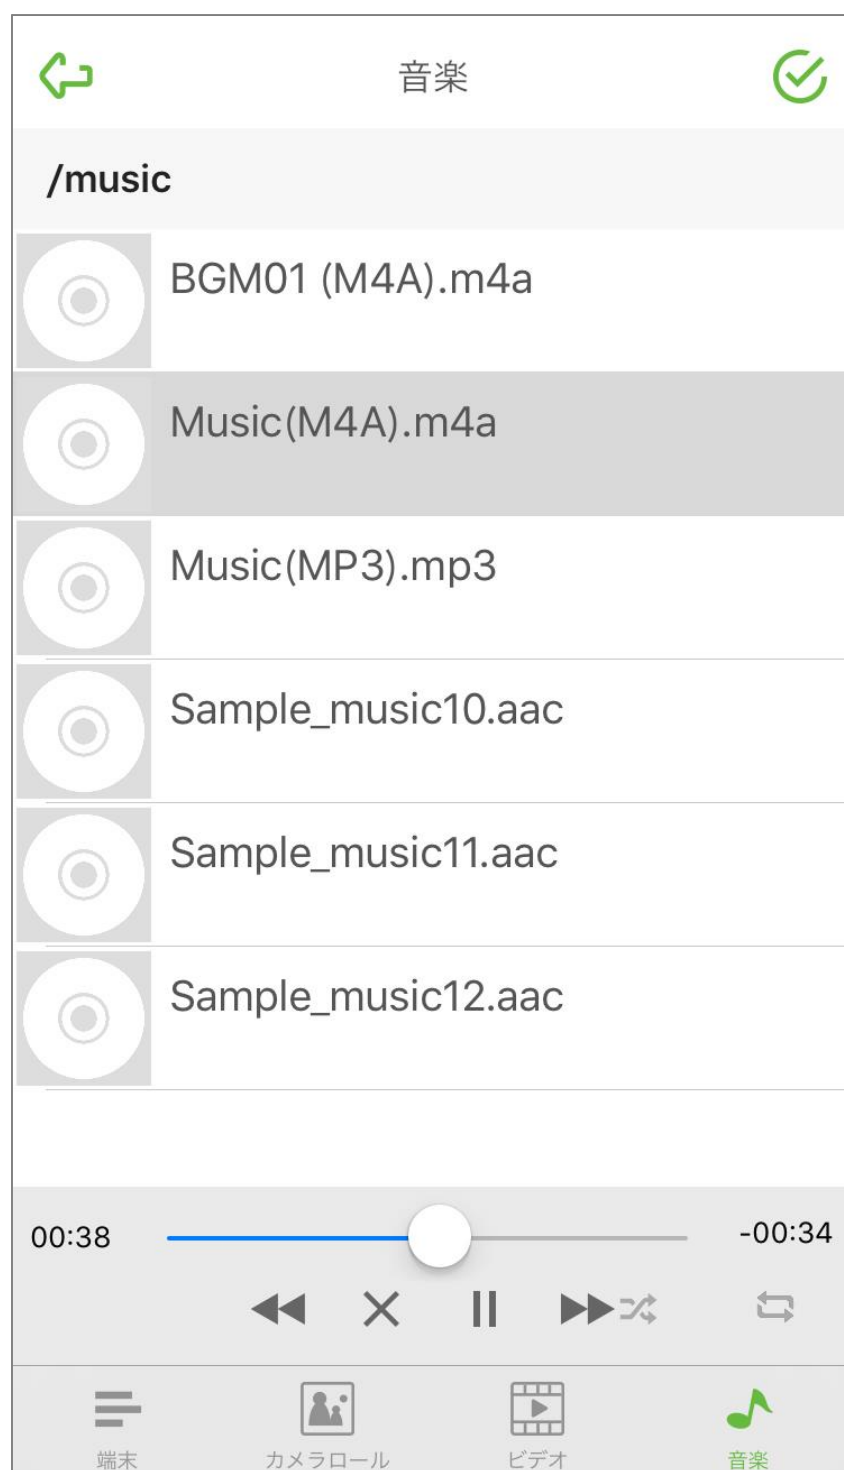 音楽
/music
BGM01 (M4A).m4a
Music(M4A).m4a
Music(MP3).mp3
Sample_music10.aac
Sample_music11.aac
Sample_music12.aac
00:38 -00:34
端末 カメラロール ビデオ 音楽